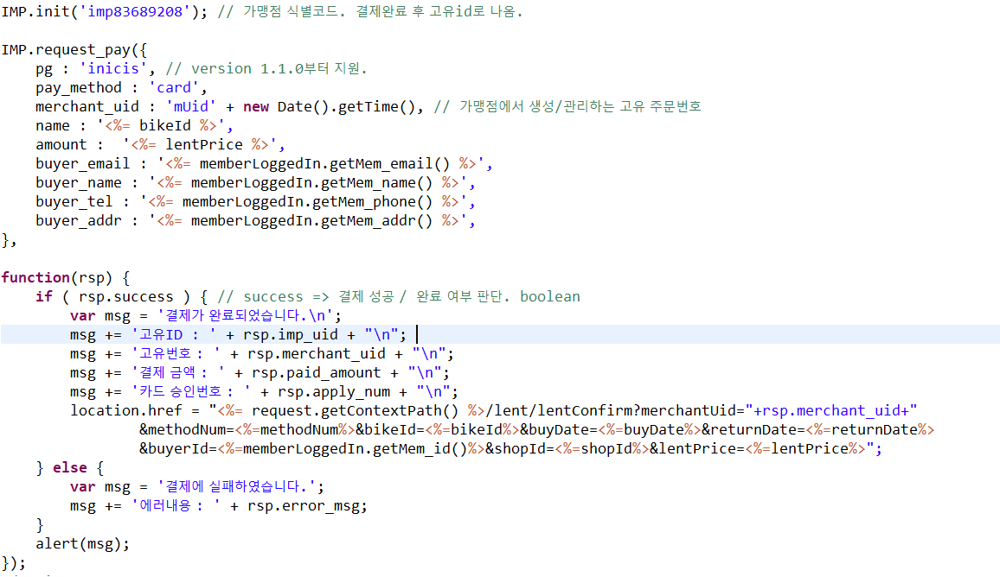 IMP.init('imp83689208'); // 가맹점 식별코드. 결제완료 후 고유id로 나옴.
IMP.request_pay({
pg : 'inicis', // version 1.1.0부터 지원.
pay_method : 'card',
merchant_uid : 'mUid' + new Date().getTime(), // 가맹점에서 생성/관리하는 고유 주문번호
name : '<%= bikeId %>',
amount :  '<%= lentPrice %>',
buyer_email : '<%= memberLoggedIn.getMem_email() %>',
buyer_name : '<%= memberLoggedIn.getMem_name() %>',
buyer_tel : '<%= memberLoggedIn.getMem_phone() %>',
buyer_addr : '<%= memberLoggedIn.getMem_addr() %>',
},
function(rsp) {
if ( rsp.success ) { // success => 결제 성공 / 완료 여부 판단. boolean
var msg = '결제가 완료되었습니다.\n';
msg += '고유ID : ' + rsp.imp_uid + "\n";
msg += '고유번호 : ' + rsp.merchant_uid + "\n";
msg += '결제 금액 : ' + rsp.paid_amount + "\n";
msg += '카드 승인번호 : ' + rsp.apply_num + "\n";
location.href = "<%= request.getContextPath() %>/lent/lentConfirm?merchantUid="+rsp.merchant_uid+"
&methodNum=<%=methodNum%>&bikeId=<%=bikeId%>&buyDate=<%=buyDate%>&returnDate=<%=returnDate%>
&buyerId=<%=memberLoggedIn.getMem_id()%>&shopId=<%=shopId%>&lentPrice=<%=lentPrice%>";
} else {
var msg = '결제에 실패하였습니다.';
msg += '에러내용 : ' + rsp.error_msg;
}
alert(msg);
});